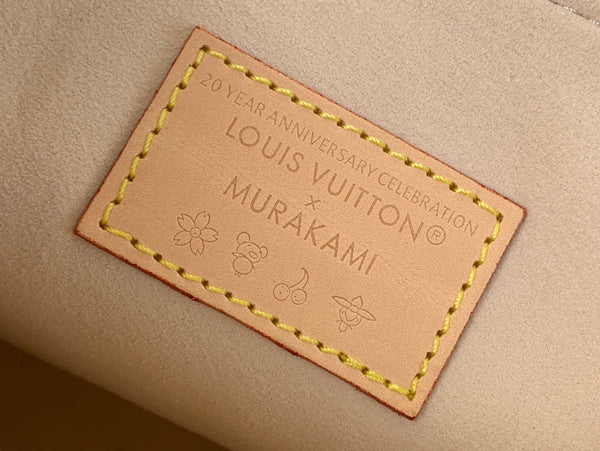 20 YEAR ANNIVERSARY CELEBRATION
LOUIS VUITTON®
×
MURAKAMI